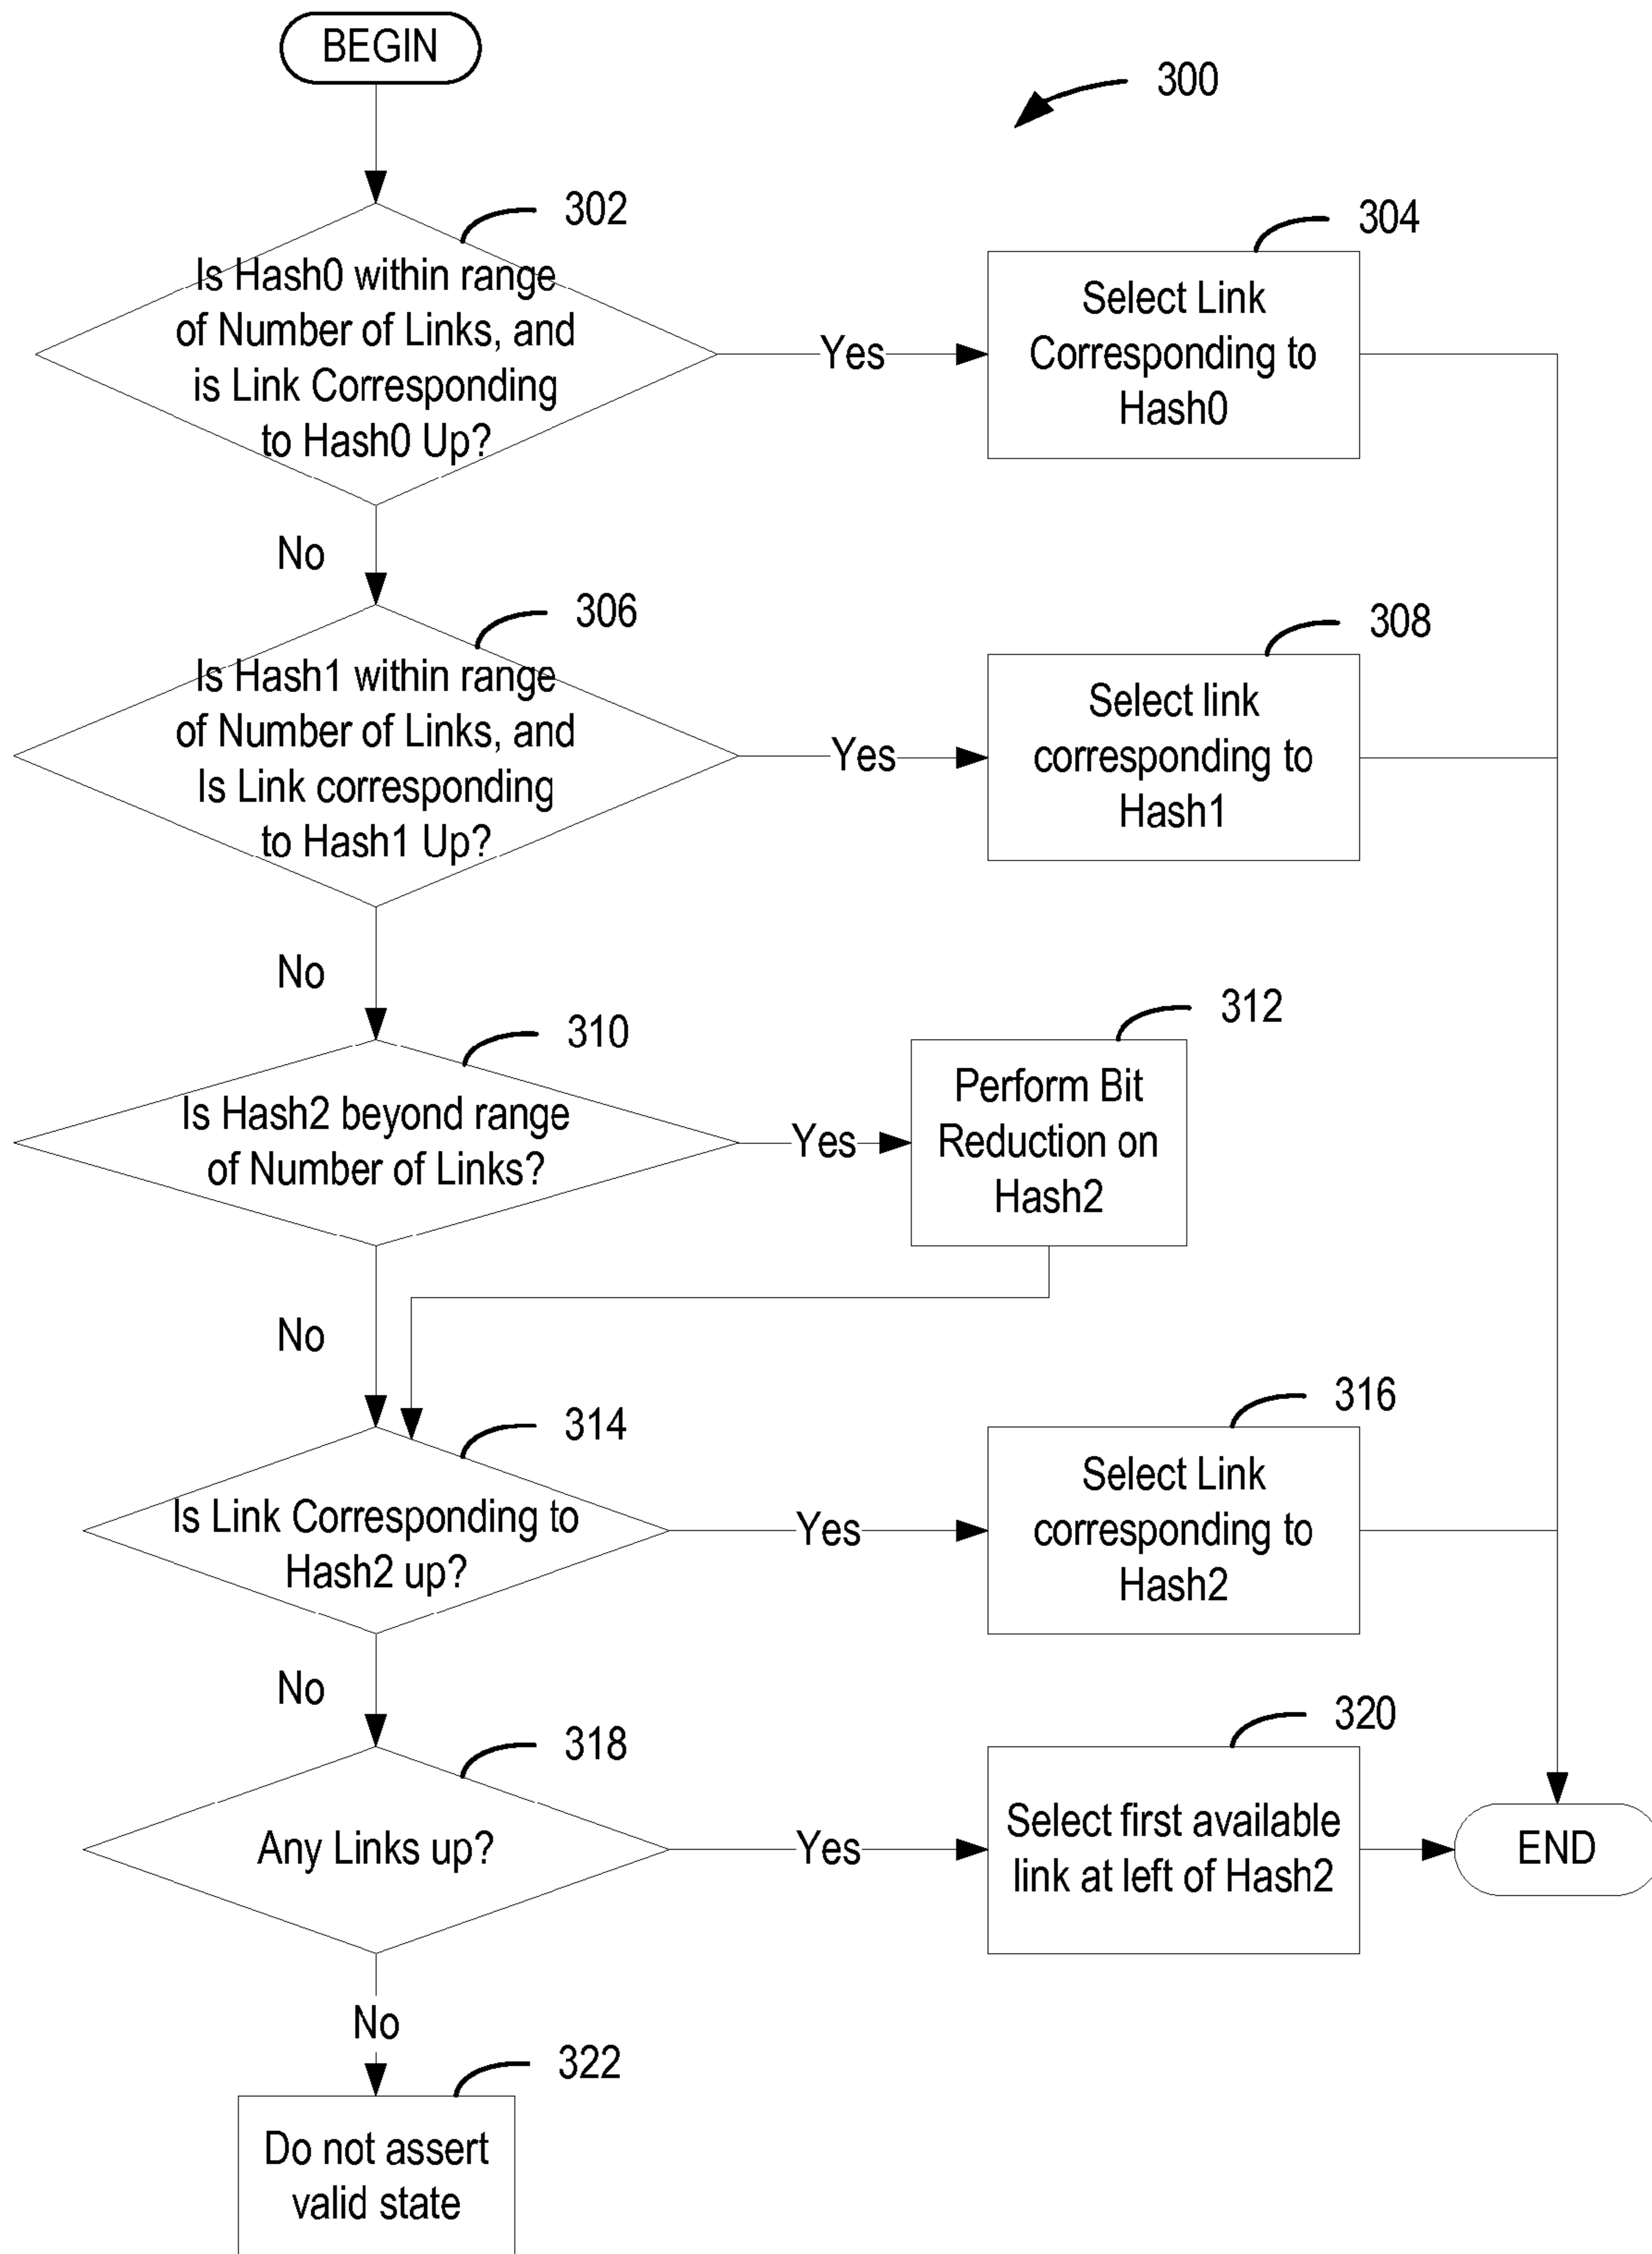 BEGIN
300
302
Is Hash0 within range
of Number of Links, and
is Link Corresponding
to Hash0 Up?
Yes
304
Select Link
Corresponding to
Hash0
No
306
Is Hash1 within range
of Number of Links, and
Is Link corresponding
to Hash1 Up?
Yes
308
Select link
corresponding to
Hash1
No
310
Is Hash2 beyond range
of Number of Links?
Yes
312
Perform Bit
Reduction on
Hash2
No
314
Is Link Corresponding to
Hash2 up?
Yes
316
Select Link
corresponding to
Hash2
No
318
Any Links up?
Yes
320
Select first available
link at left of Hash2
END
No
322
Do not assert
valid state